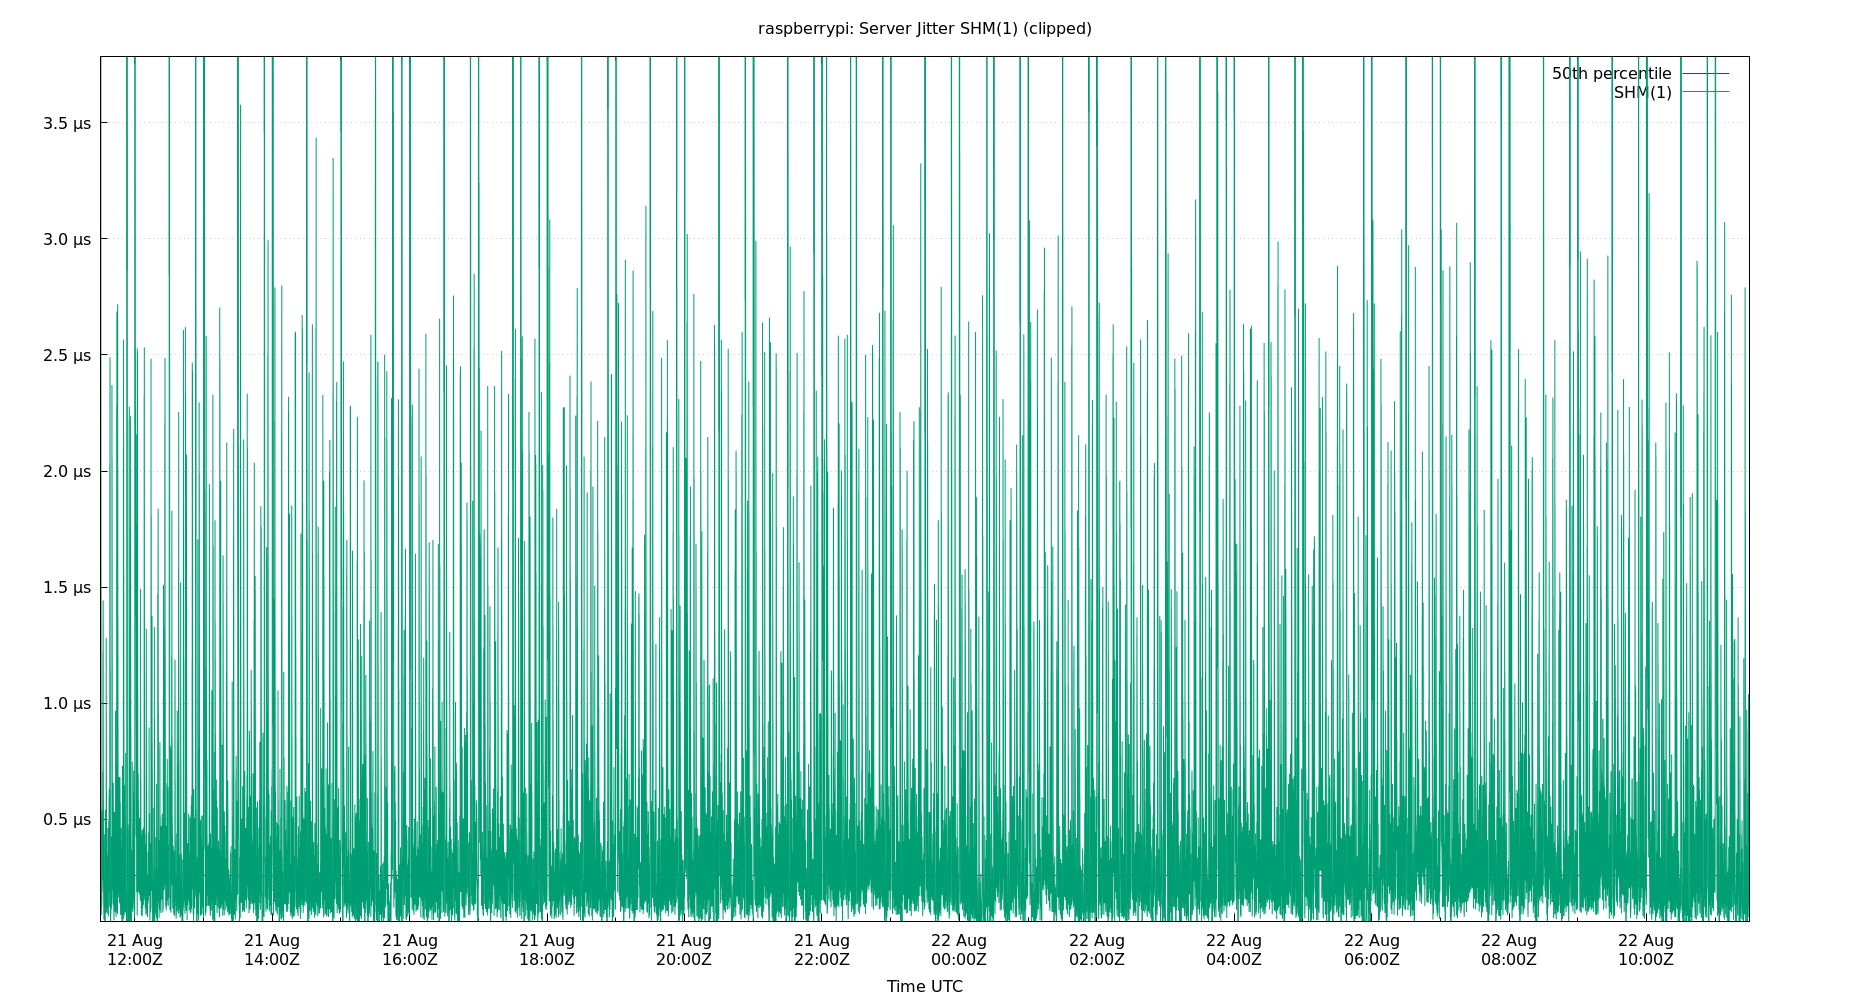 raspberrypi: Server Jitter SHM(1) (clipped)
50th percentile
SHM(1)
3.5 μs
3.0 μs
2.5 μs
2.0 μs
1.5 μs
1.0 μs
0.5 μs
21 Aug 21 Aug 21 Aug 21 Aug 21 Aug 21 Aug 22 Aug 22 Aug 22 Aug 22 Aug 22 Aug 22 Aug
12:00Z 14:00Z 16:00Z 18:00Z 20:00Z 22:00Z 00:00Z 02:00Z 04:00Z 06:00Z 08:00Z 10:00Z
Time UTC